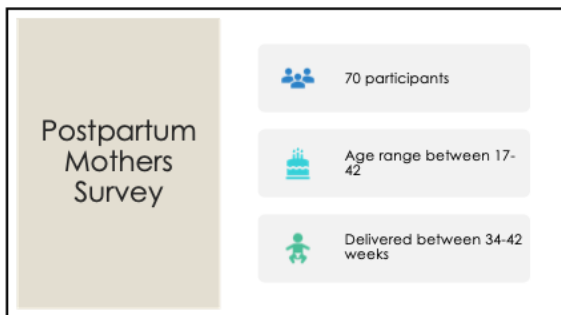 Postpartum
Mothers
Survey
70 participants
Age range between 17-
42
Delivered between 34-42
weeks